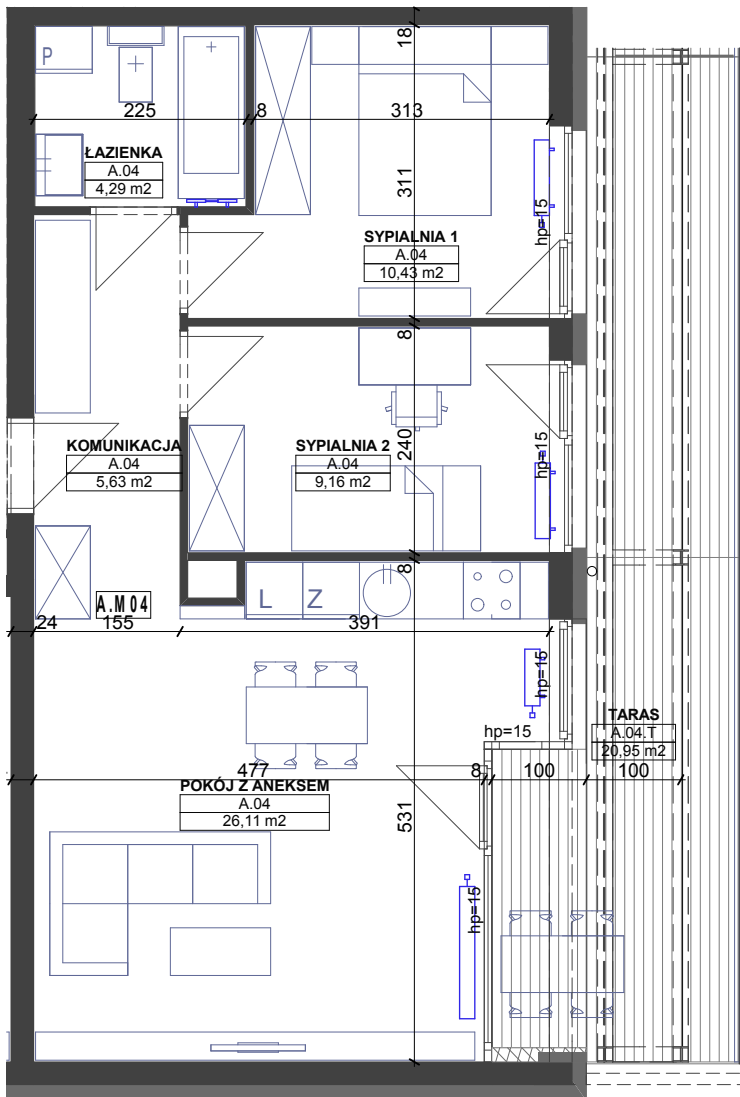 18
P
225
8
313
ŁAZIENKA
A.04
4,29 m2
311
hp=15
SYPIALNIA 1
A.04
10,43 m2
8
KOMUNIKACJA
A.04
5,63 m2
SYPIALNIA 2
A.04
9,16 m2
240
hp=15
8
L
Z
A.M 04
24
155
391
hp=15
hp=15
TARAS
A.04.T
20,95 m2
477
8
100
100
POKÓJ Z ANEKSEM
A.04
26,11 m2
531
hp=15